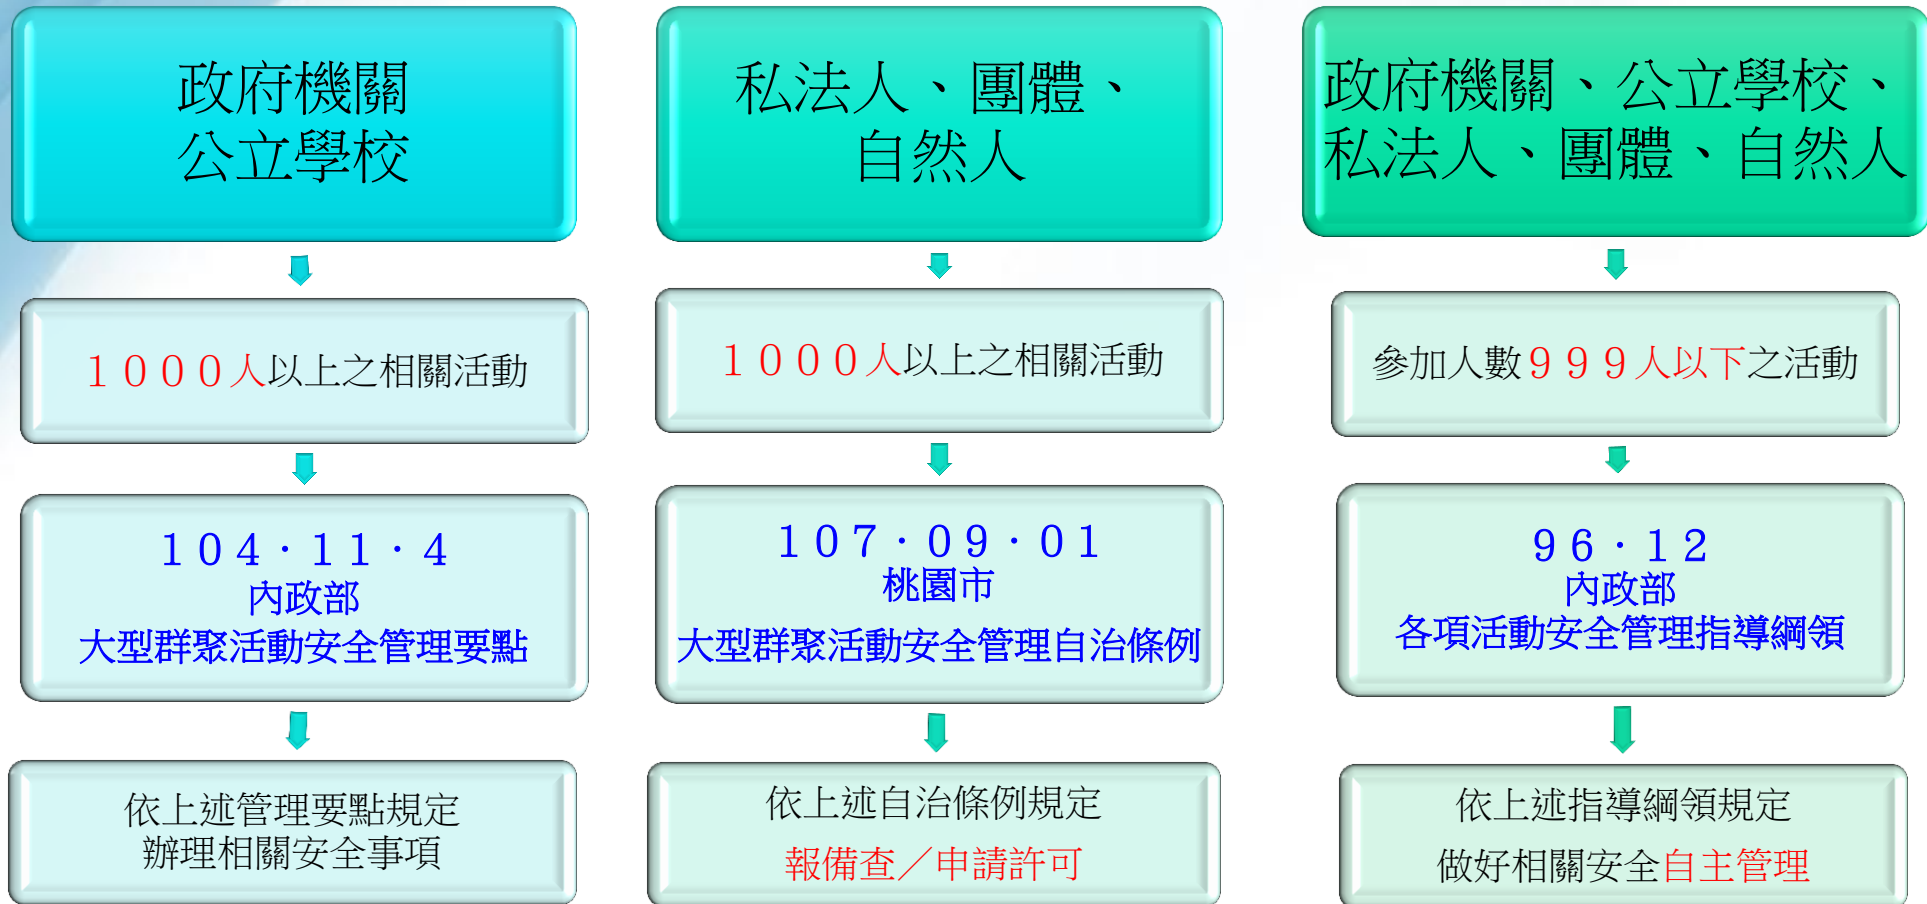 政府機關
公立學校
１０００人以上之相關活動
１０４．１１．４
內政部
大型群聚活動安全管理要點
依上述管理要點規定
辦理相關安全事項
私法人、團體、
自然人
１０００人以上之相關活動
１０７．０９．０１
桃園市
大型群聚活動安全管理自治條例
依上述自治條例規定
報備查／申請許可
政府機關、公立學校、
私法人、團體、自然人
參加人數９９９人以下之活動
９６．１２
內政部
各項活動安全管理指導綱領
依上述指導綱領規定
做好相關安全自主管理